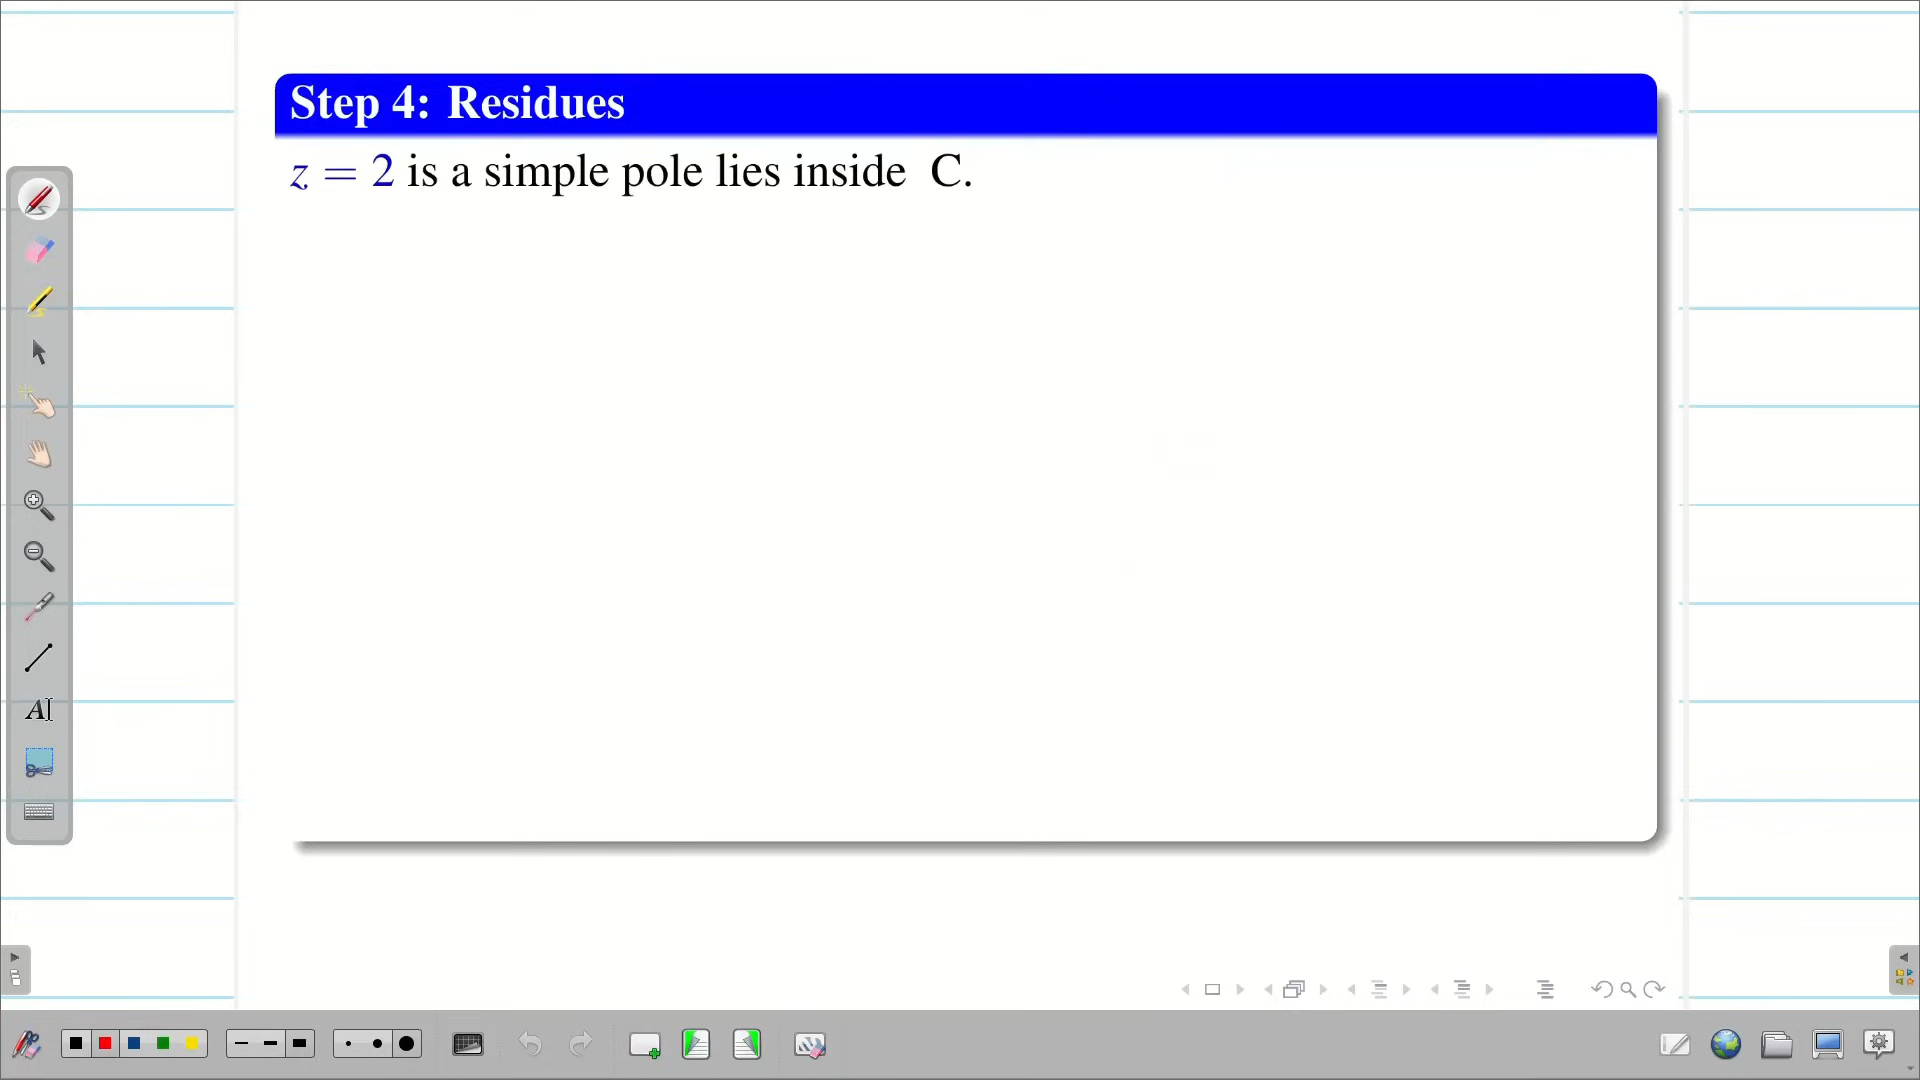 Step 4: Residues
z = 2 is a simple pole lies inside C.